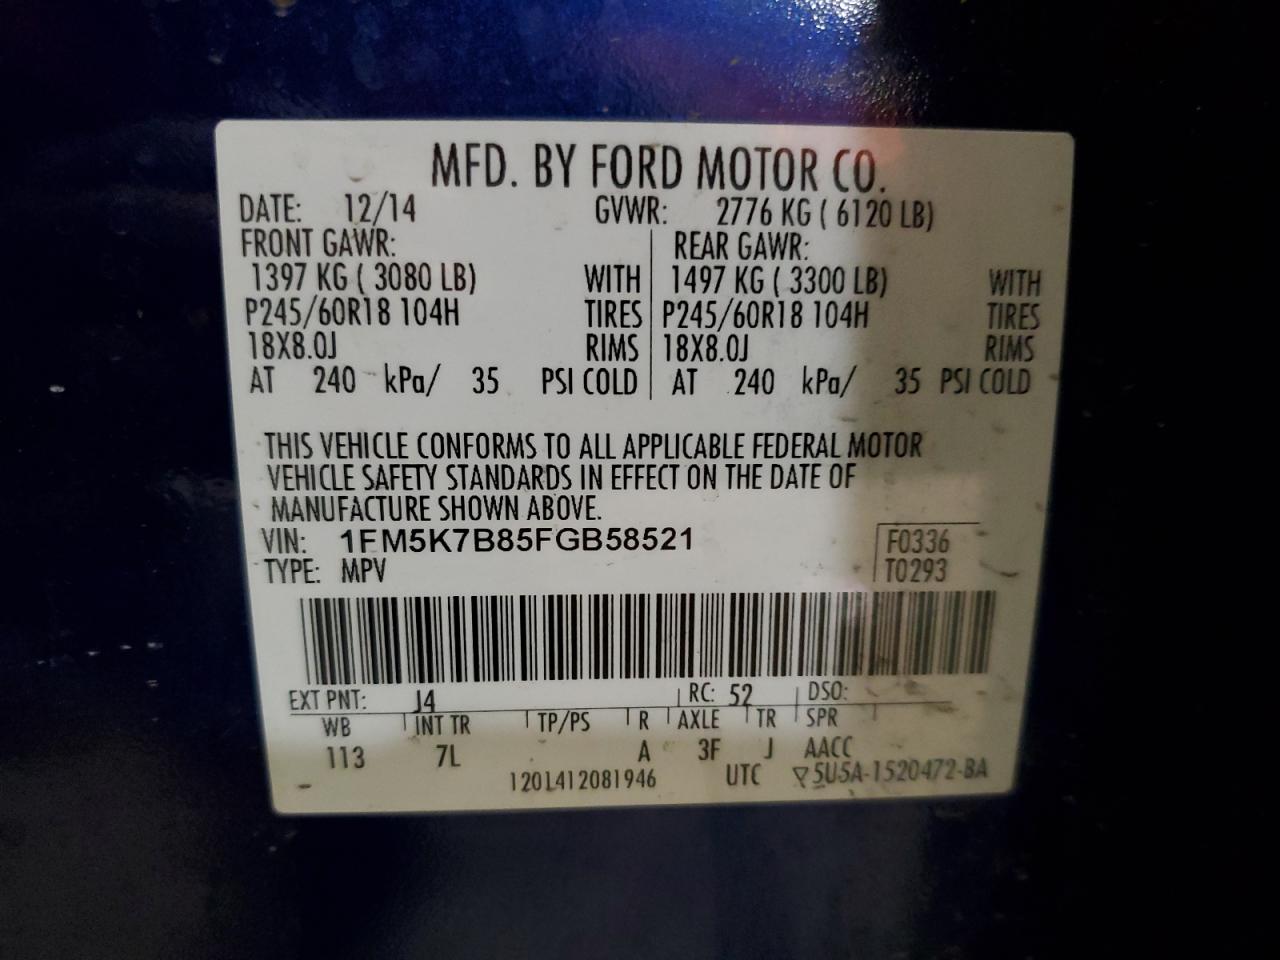 MFD. BY FORD MOTOR CO.
DATE: 12/14 GVWR: 2776 KG ( 6120 LB)
FRONT GAWR: REAR GAWR:
1397 KG ( 3080 LB) WITH 1497 KG ( 3300 LB) WITH
P245/60R18 104H TIRES P245/60R18 104H TIRES
18X8.0J RIMS 18X8.0J RIMS
AT 240 kPa/ 35 PSI COLD AT 240 kPa/ 35 PSI COLD
THIS VEHICLE CONFORMS TO ALL APPLICABLE FEDERAL MOTOR
VEHICLE SAFETY STANDARDS IN EFFECT ON THE DATE OF
MANUFACTURE SHOWN ABOVE.
VIN: 1FM5K7B85FGB58521 F0336
TYPE: MPV T0293
EXT PNT: J4 RC: 52 DSO:
WB INT TR TP/PS R AXLE TR SPR
113 7L A 3F J AACC
120L412081946 UTC 5U5A-1520472-BA